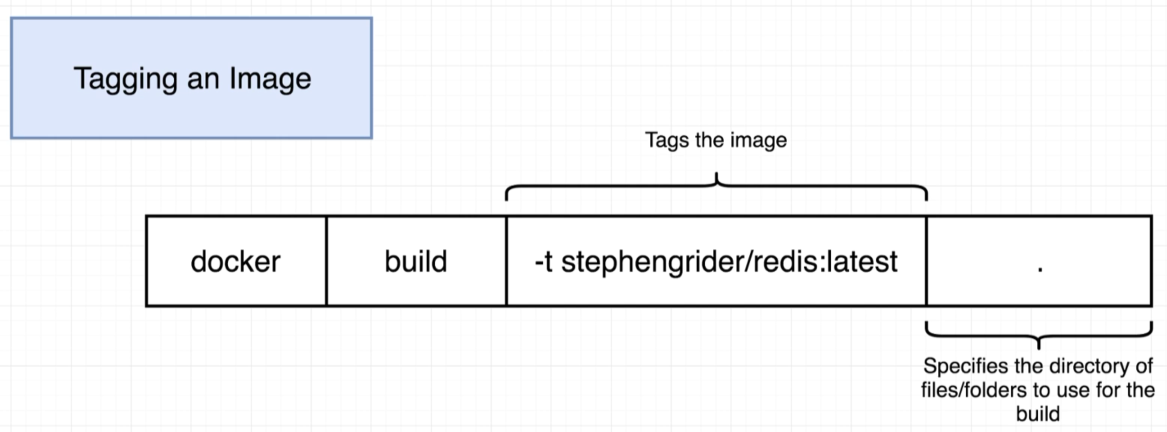 Tagging an Image
Tags the image
docker build -t stephengrider/redis:latest .
Specifies the directory of
files/folders to use for the
build